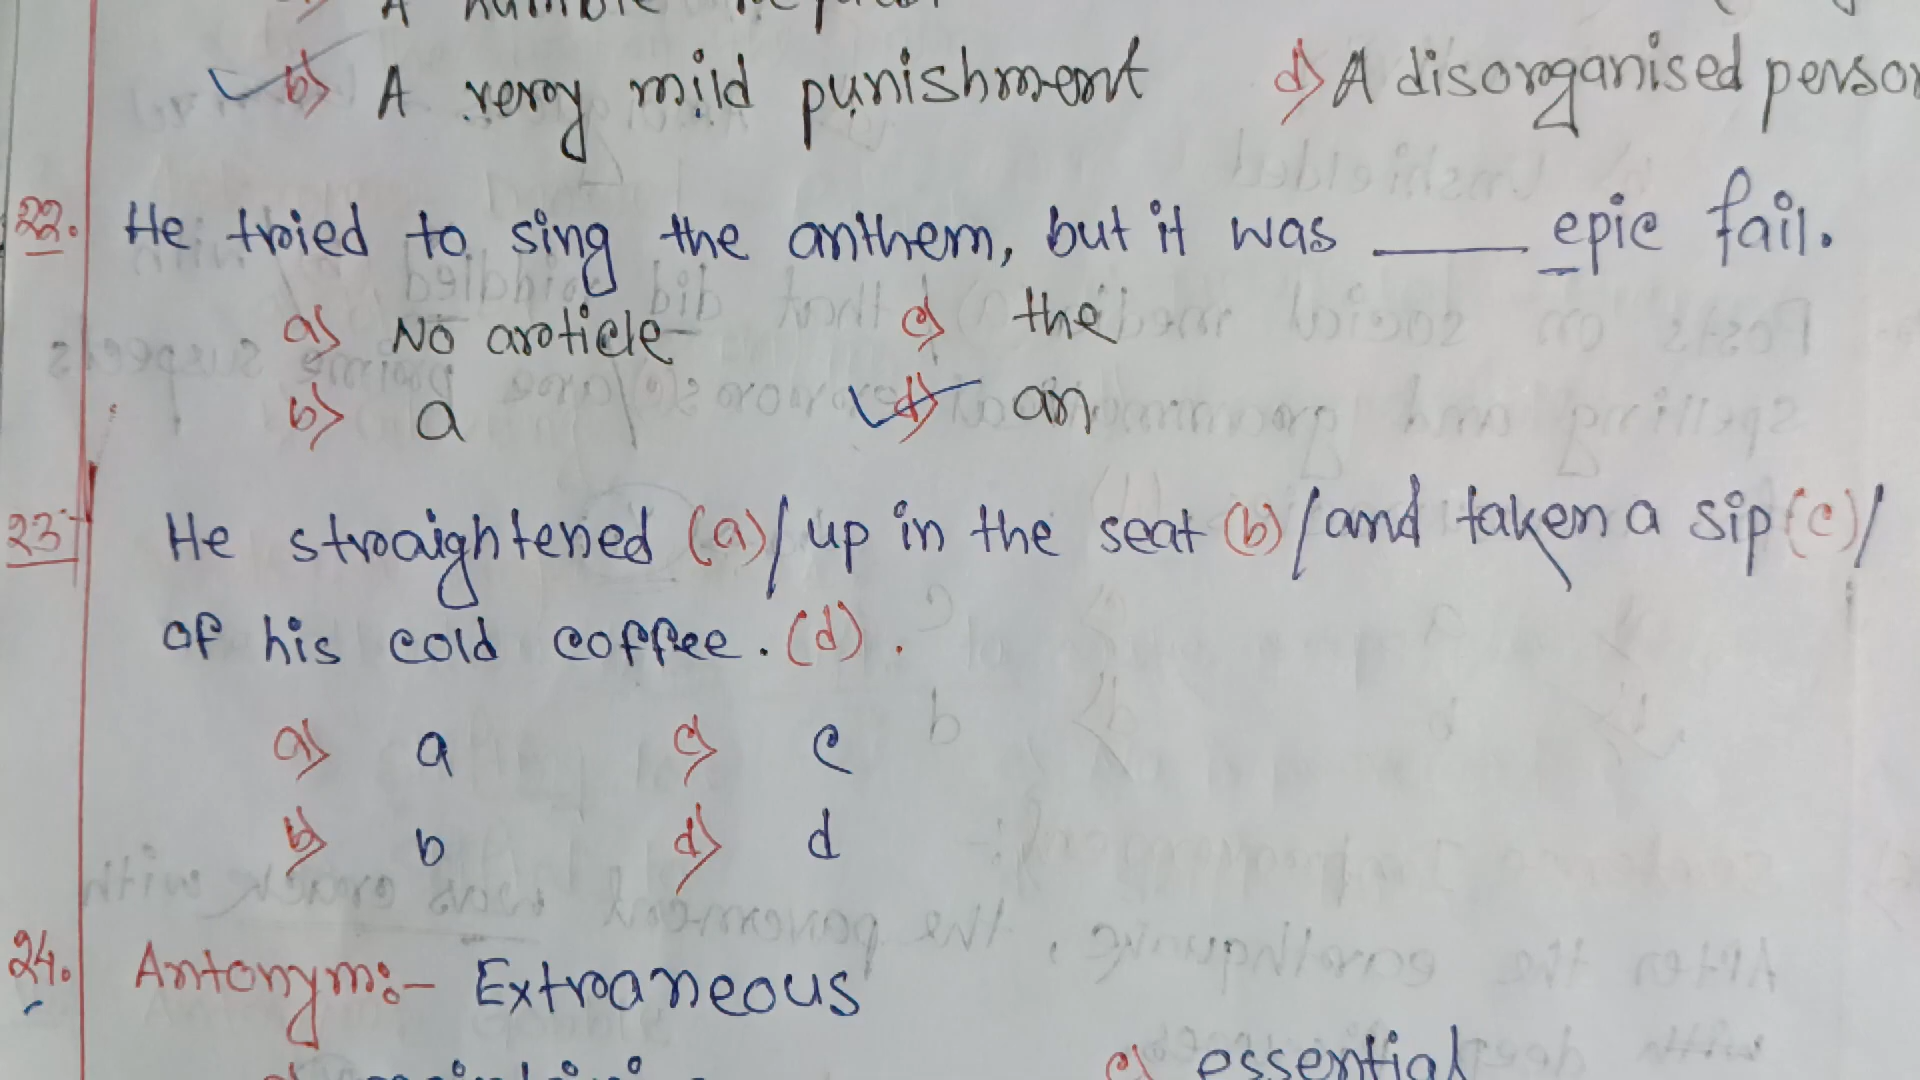 A humble
b) A very mild punishment d) A disorganised person
22. He tried to sing the anthem, but it was ____ epic fail.
a) No article c) the
b) a d) an
23 He straightened (a)/ up in the seat (b)/ and taken a sip (c)/
of his cold coffee. (d).
a) a c) c
b) b d) d
24. Antonym:- Extraneous
c) essential